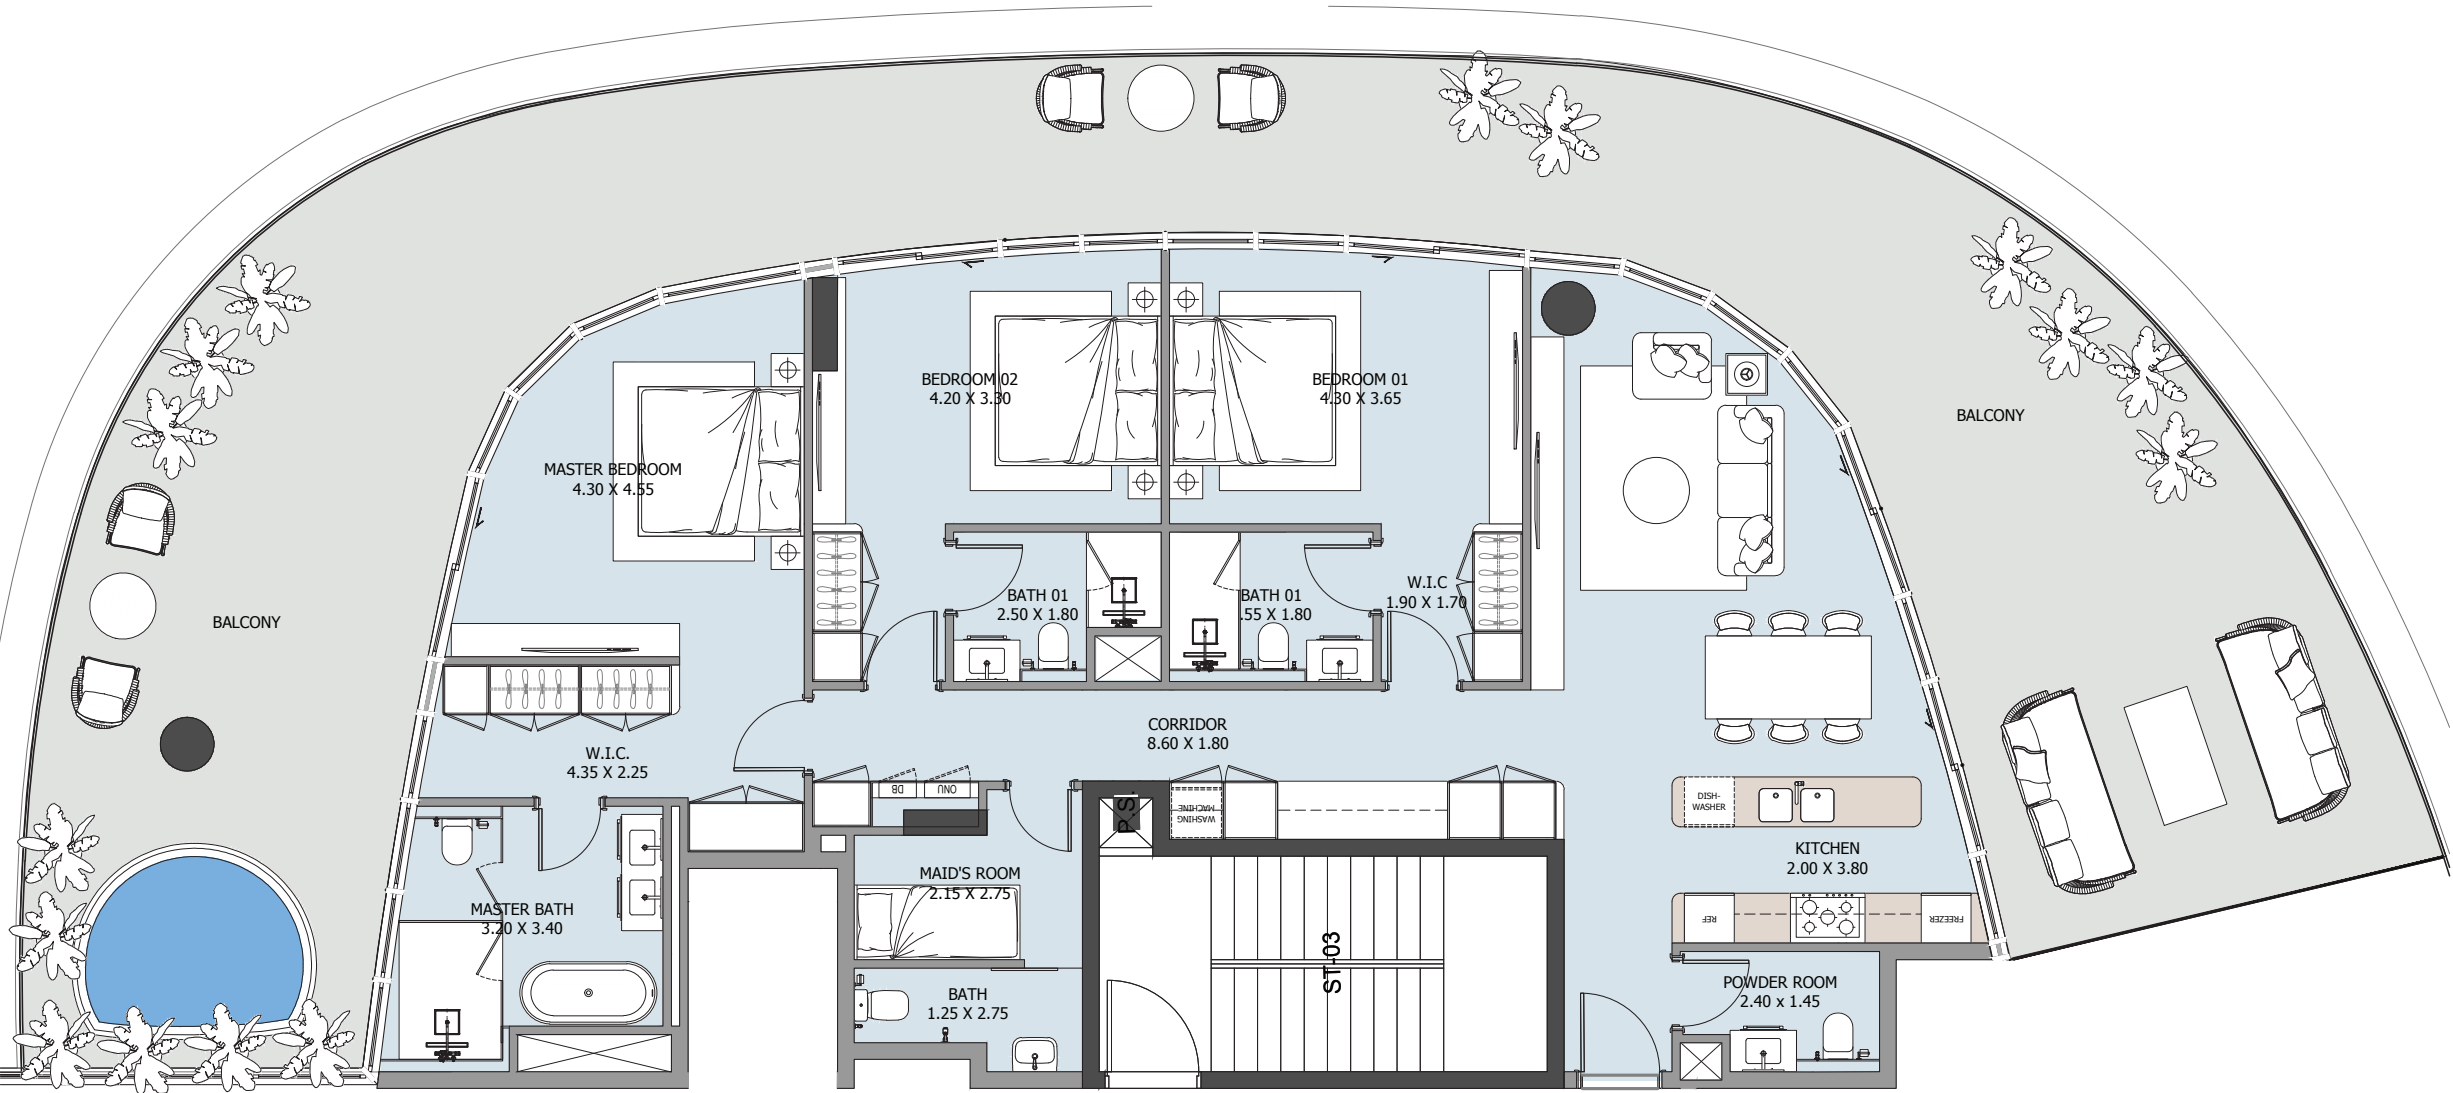 BEDROOM 02
4.20 X 3.30
BEDROOM 01
4.30 X 3.65
BALCONY
MASTER BEDROOM
4.30 X 4.55
BATH 01
2.50 X 1.80
BATH 01
.55 X 1.80
W.I.C
1.90 X 1.70
BALCONY
CORRIDOR
8.60 X 1.80
W.I.C.
4.35 X 2.25
DB
ONU
P.S.
WASHING
MACHINE
DISH-
WASHER
KITCHEN
2.00 X 3.80
MAID'S ROOM
2.15 X 2.75
MASTER BATH
3.20 X 3.40
REF
FREEZER
ST-03
POWDER ROOM
2.40 x 1.45
BATH
1.25 X 2.75